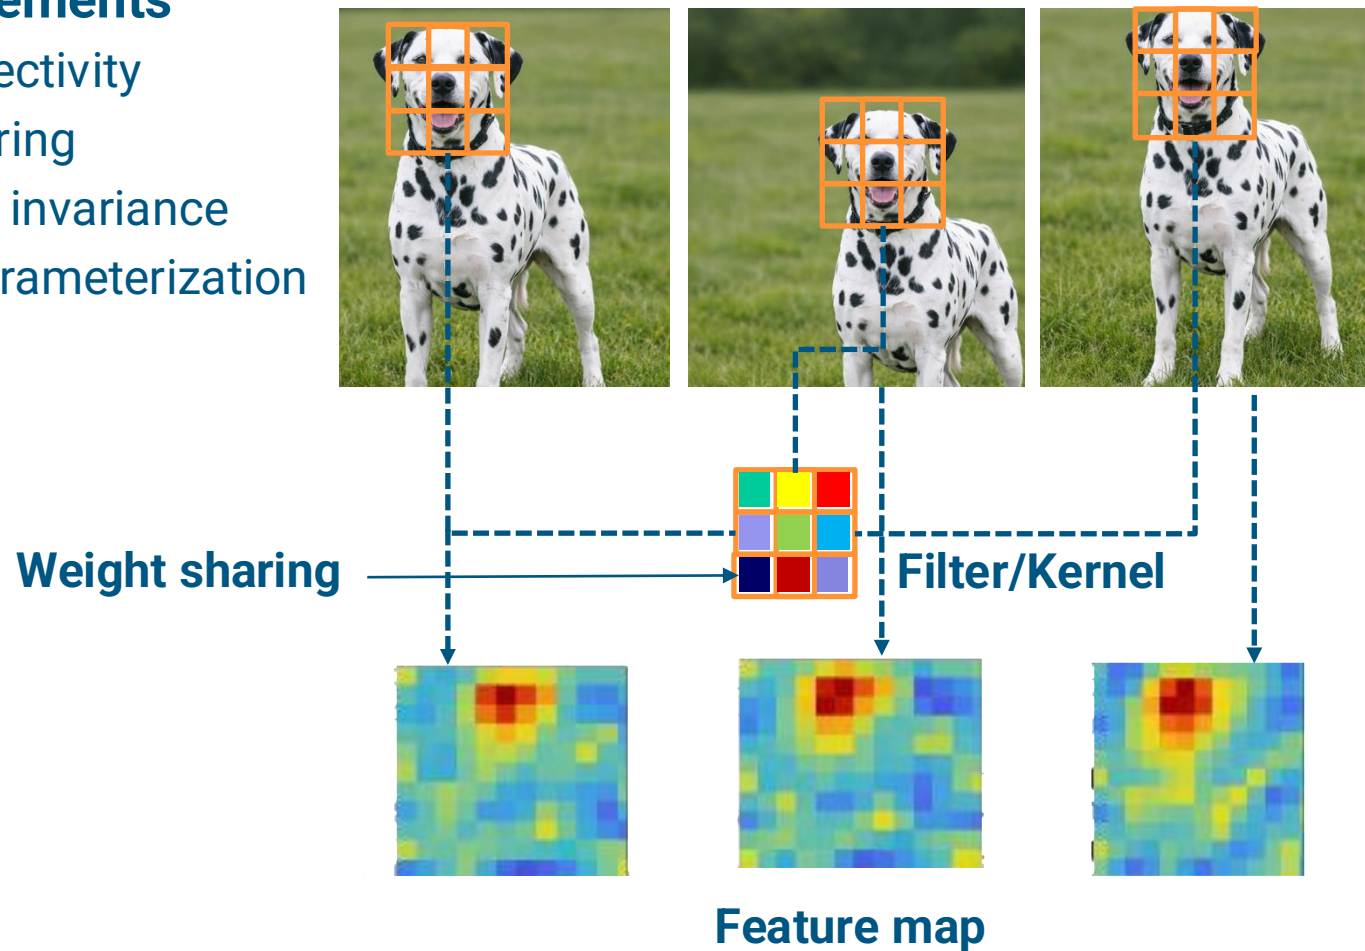 ements
ectivity
ring
invariance
rameterization
Weight sharing
Filter/Kernel
Feature map